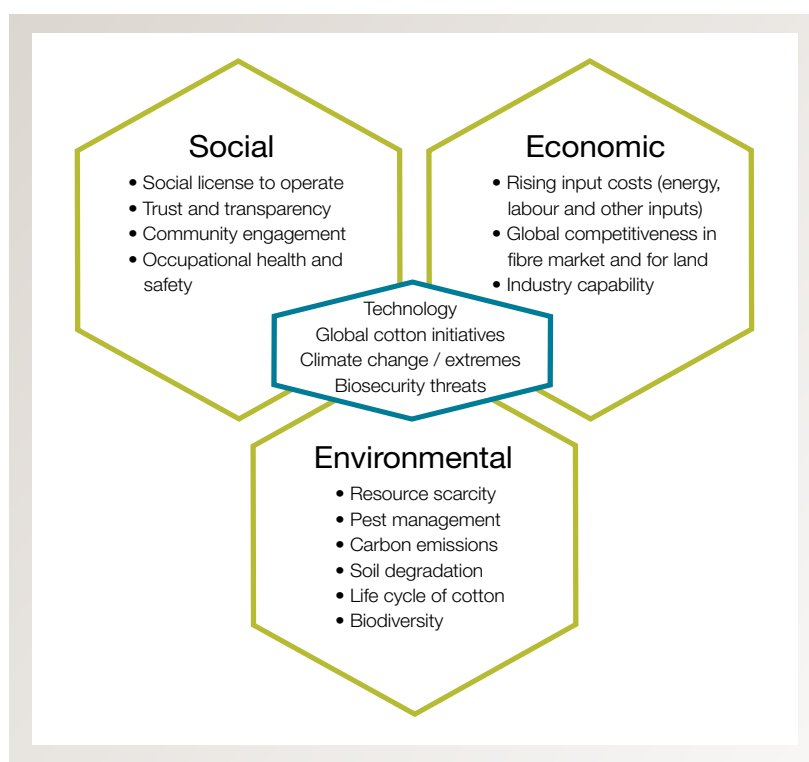 Social
• Social license to operate
• Trust and transparency
• Community engagement
• Occupational health and
safety
Economic
• Rising input costs (energy,
labour and other inputs)
• Global competitiveness in
fibre market and for land
• Industry capability
Technology
Global cotton initiatives
Climate change / extremes
Biosecurity threats
Environmental
• Resource scarcity
• Pest management
• Carbon emissions
• Soil degradation
• Life cycle of cotton
• Biodiversity